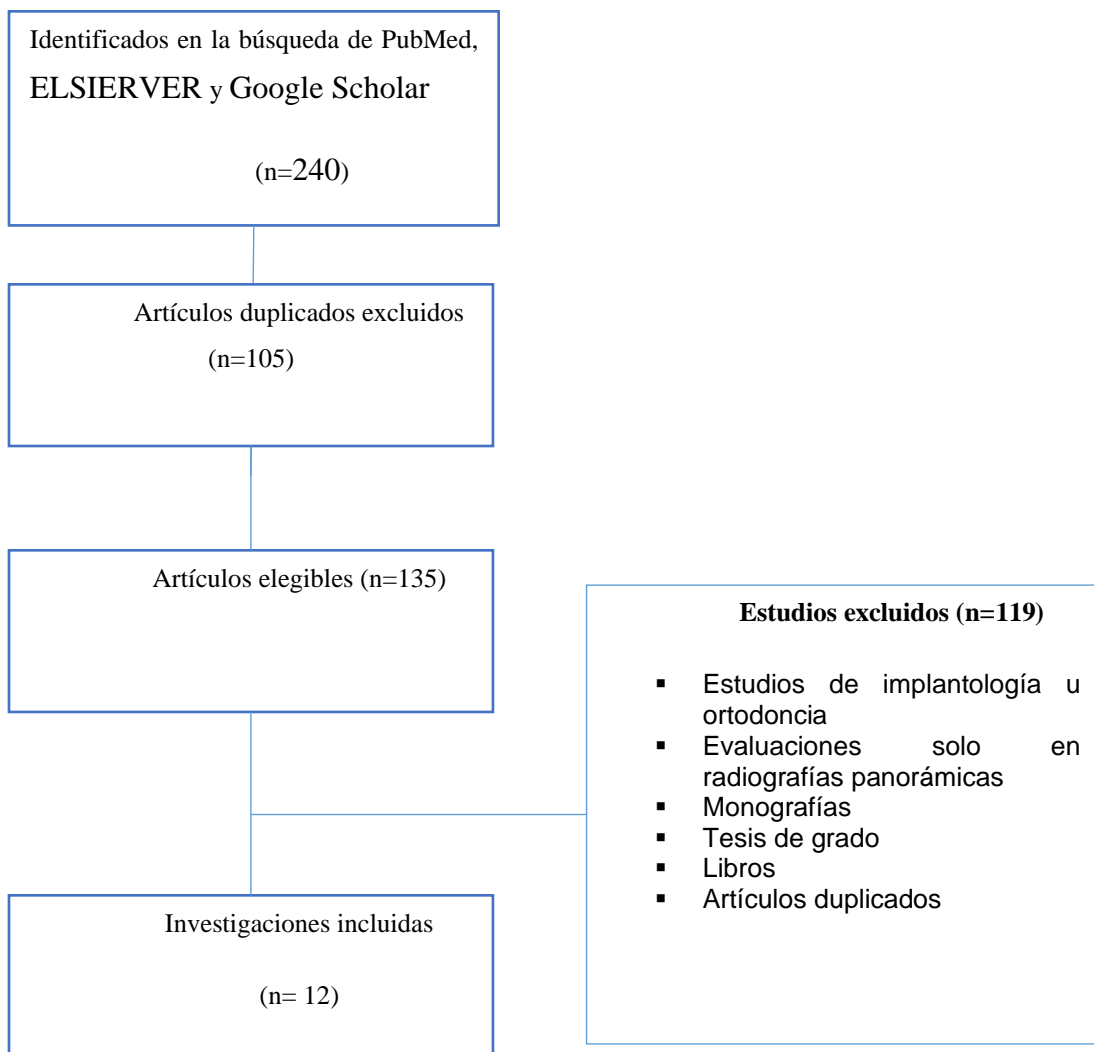 Identificados en la búsqueda de PubMed,
ELSIERVER y Google Scholar
(n=240)
Artículos duplicados excluidos
(n=105)
Artículos elegibles (n=135)
Estudios excluidos (n=119)
▪ Estudios de implantología u
ortodoncia
▪ Evaluaciones solo en
radiografías panorámicas
▪ Monografías
▪ Tesis de grado
▪ Libros
▪ Artículos duplicados
Investigaciones incluidas
(n= 12)